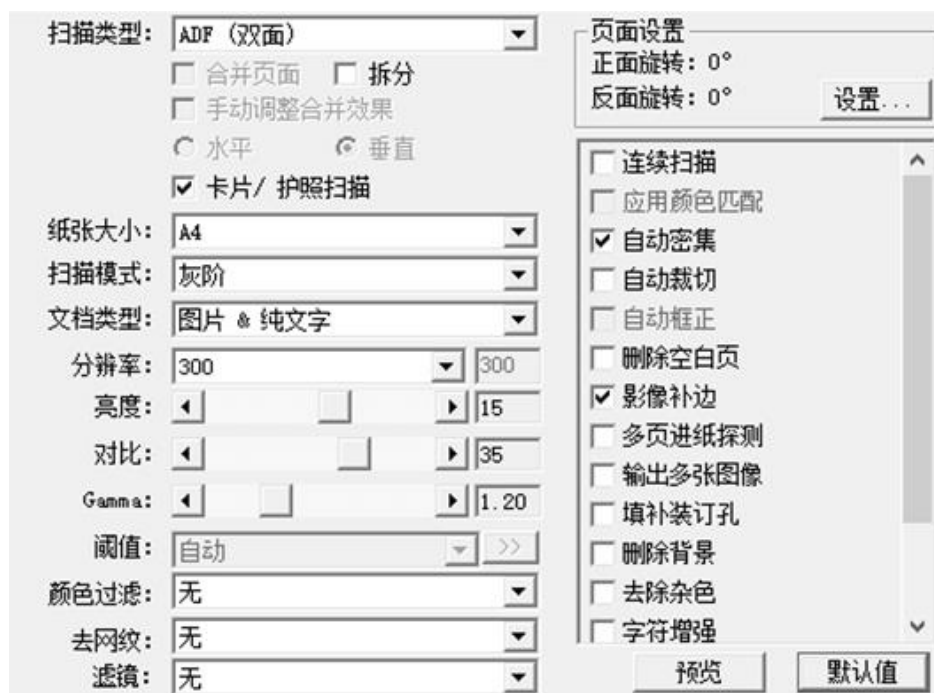 扫描类型: ADF (双面)
合并页面 拆分
手动调整合并效果
水平 垂直
卡片/ 护照扫描
纸张大小: A4
扫描模式: 灰阶
文档类型: 图片 & 纯文字
分辨率: 300 300
亮度: 15
对比: 35
Gamma: 1.20
阈值: 自动 >>
颜色过滤: 无
去网纹: 无
滤镜: 无
页面设置
正面旋转: 0°
反面旋转: 0° 设置...
连续扫描
应用颜色匹配
自动密集
自动裁切
自动框正
删除空白页
影像补边
多页进纸探测
输出多张图像
填补装订孔
删除背景
去除杂色
字符增强
预览 默认值